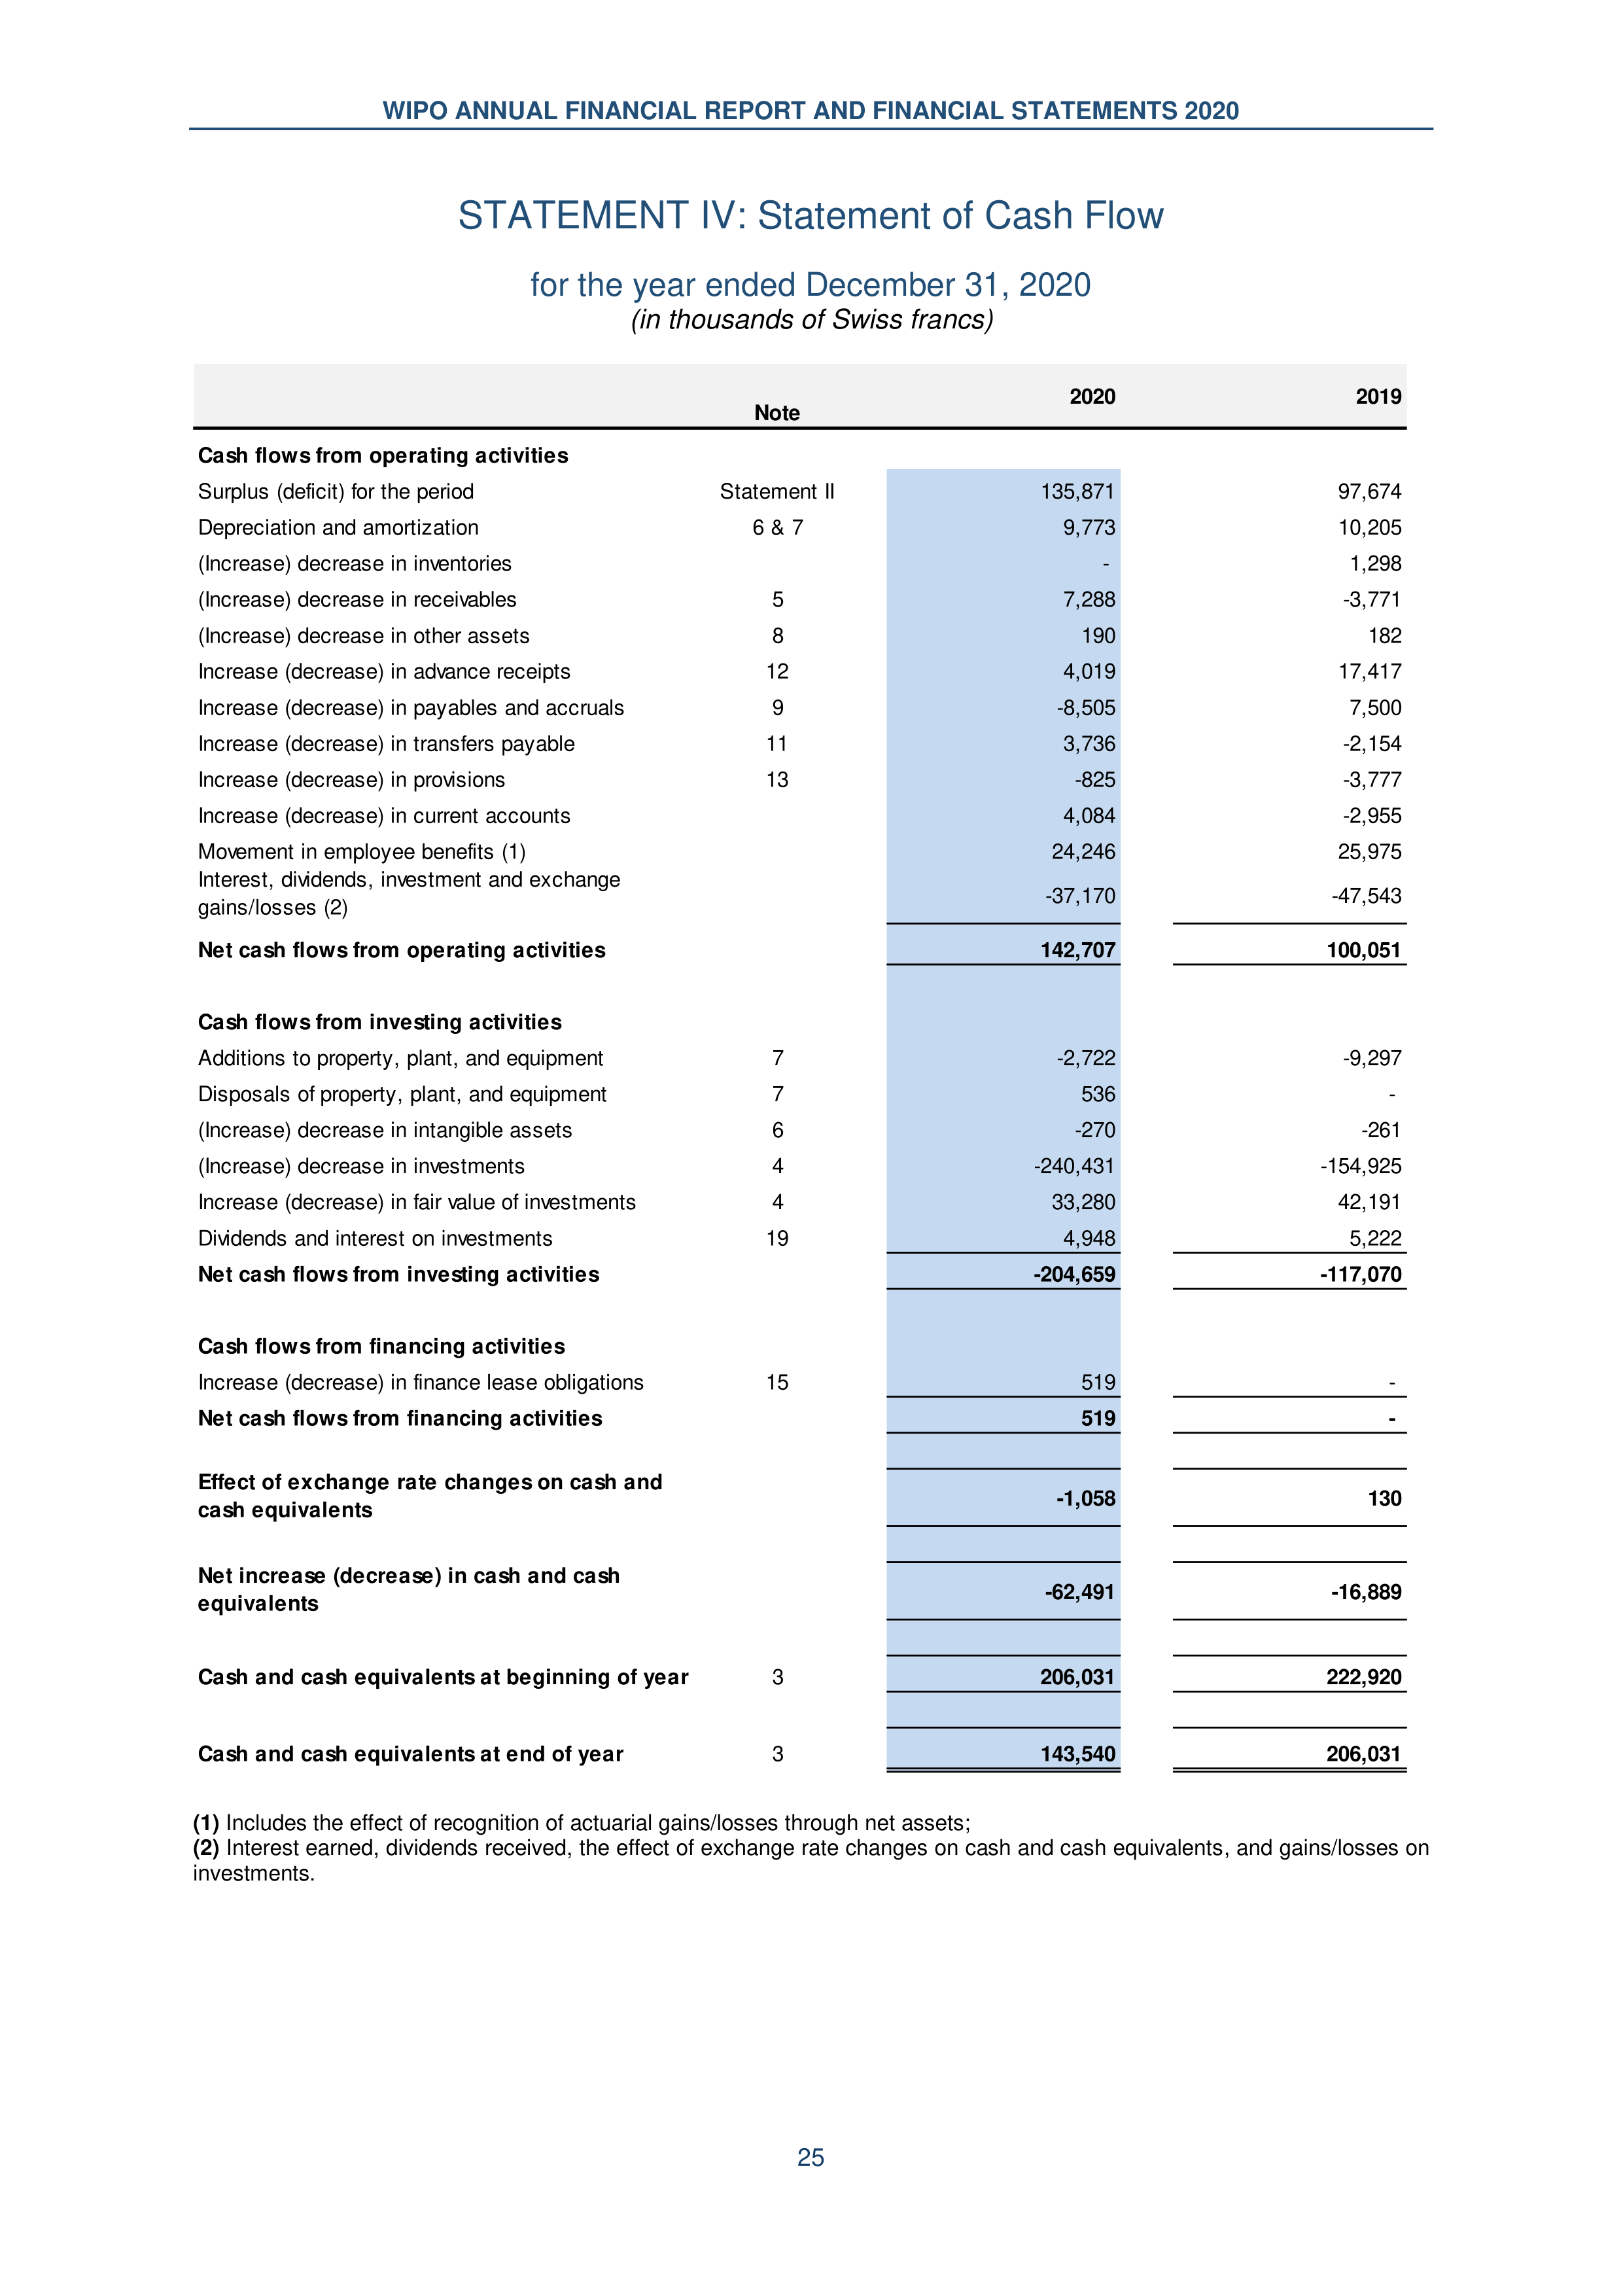 WIPO ANNUAL FINANCIAL REPORT AND FINANCIAL STATEMENTS 2020
STATEMENT IV: Statement of Cash Flow
for the year ended December 31, 2020
(in thousands of Swiss francs)
Note 2020 2019
Cash flows from operating activities
Surplus (deficit) for the period Statement II 135,871 97,674
Depreciation and amortization 6 & 7 9,773 10,205
(Increase) decrease in inventories - 1,298
(Increase) decrease in receivables 5 7,288 -3,771
(Increase) decrease in other assets 8 190 182
Increase (decrease) in advance receipts 12 4,019 17,417
Increase (decrease) in payables and accruals 9 -8,505 7,500
Increase (decrease) in transfers payable 11 3,736 -2,154
Increase (decrease) in provisions 13 -825 -3,777
Increase (decrease) in current accounts 4,084 -2,955
Movement in employee benefits (1) 24,246 25,975
Interest, dividends, investment and exchange
gains/losses (2) -37,170 -47,543
Net cash flows from operating activities 142,707 100,051
Cash flows from investing activities
Additions to property, plant, and equipment 7 -2,722 -9,297
Disposals of property, plant, and equipment 7 536 -
(Increase) decrease in intangible assets 6 -270 -261
(Increase) decrease in investments 4 -240,431 -154,925
Increase (decrease) in fair value of investments 4 33,280 42,191
Dividends and interest on investments 19 4,948 5,222
Net cash flows from investing activities -204,659 -117,070
Cash flows from financing activities
Increase (decrease) in finance lease obligations 15 519 -
Net cash flows from financing activities 519 -
Effect of exchange rate changes on cash and
cash equivalents -1,058 130
Net increase (decrease) in cash and cash
equivalents -62,491 -16,889
Cash and cash equivalents at beginning of year 3 206,031 222,920
Cash and cash equivalents at end of year 3 143,540 206,031
(1) Includes the effect of recognition of actuarial gains/losses through net assets;
(2) Interest earned, dividends received, the effect of exchange rate changes on cash and cash equivalents, and gains/losses on
investments.
25